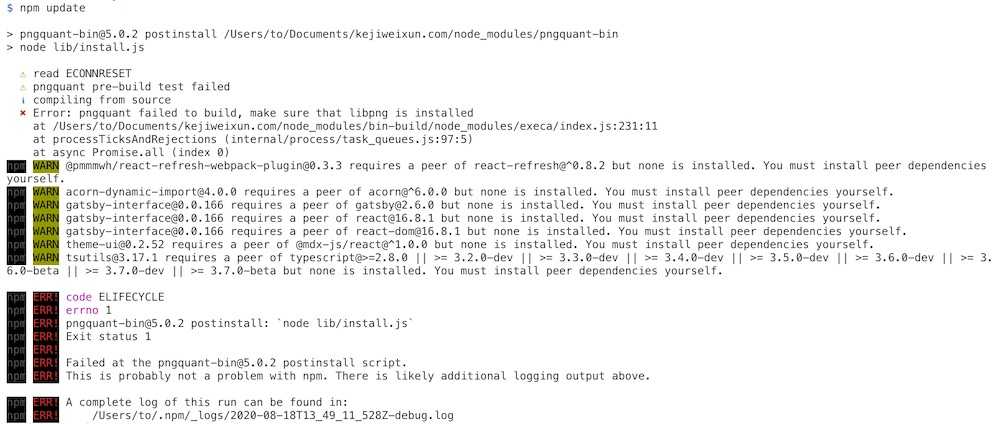 $ npm update
> pngquant-bin@5.0.2 postinstall /Users/to/Documents/kejiweixun.com/node_modules/pngquant-bin
> node lib/install.js
⚠ read ECONNRESET
⚠ pngquant pre-build test failed
ℹ compiling from source
✖ Error: pngquant failed to build, make sure that libpng is installed
at /Users/to/Documents/kejiweixun.com/node_modules/bin-build/node_modules/execa/index.js:231:11
at processTicksAndRejections (internal/process/task_queues.js:97:5)
at async Promise.all (index 0)
npm WARN @pmmmwh/react-refresh-webpack-plugin@0.3.3 requires a peer of react-refresh@^0.8.2 but none is installed. You must install peer dependencies
yourself.
npm WARN acorn-dynamic-import@4.0.0 requires a peer of acorn@^6.0.0 but none is installed. You must install peer dependencies yourself.
npm WARN gatsby-interface@0.0.166 requires a peer of gatsby@2.6.0 but none is installed. You must install peer dependencies yourself.
npm WARN gatsby-interface@0.0.166 requires a peer of react@16.8.1 but none is installed. You must install peer dependencies yourself.
npm WARN gatsby-interface@0.0.166 requires a peer of react-dom@16.8.1 but none is installed. You must install peer dependencies yourself.
npm WARN theme-ui@0.2.52 requires a peer of @mdx-js/react@^1.0.0 but none is installed. You must install peer dependencies yourself.
npm WARN tsutils@3.17.1 requires a peer of typescript@>=2.8.0 || >= 3.2.0-dev || >= 3.3.0-dev || >= 3.4.0-dev || >= 3.5.0-dev || >= 3.6.0-dev || >= 3.
6.0-beta || >= 3.7.0-dev || >= 3.7.0-beta but none is installed. You must install peer dependencies yourself.
npm ERR! code ELIFECYCLE
npm ERR! errno 1
npm ERR! pngquant-bin@5.0.2 postinstall: `node lib/install.js`
npm ERR! Exit status 1
npm ERR!
npm ERR! Failed at the pngquant-bin@5.0.2 postinstall script.
npm ERR! This is probably not a problem with npm. There is likely additional logging output above.
npm ERR! A complete log of this run can be found in:
npm ERR! /Users/to/.npm/_logs/2020-08-18T13_49_11_528Z-debug.log